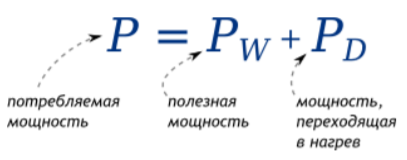 P = P_W + P_D
потребляемая мощность
полезная мощность
мощность, переходящая в нагрев